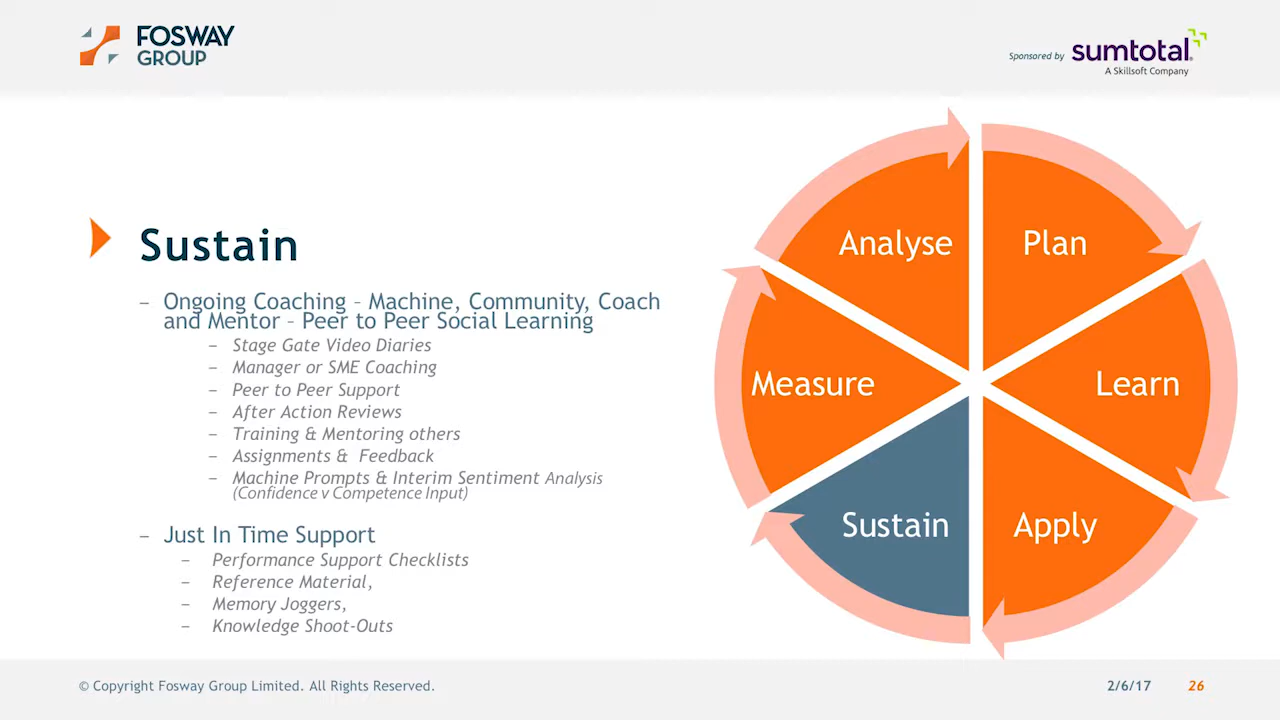 FOSWAY
GROUP
Sponsored by
sumtotal®
A Skillsoft Company
Sustain
– Ongoing Coaching – Machine, Community, Coach
and Mentor – Peer to Peer Social Learning
– Stage Gate Video Diaries
– Manager or SME Coaching
– Peer to Peer Support
– After Action Reviews
– Training & Mentoring others
– Assignments & Feedback
– Machine Prompts & Interim Sentiment Analysis
(Confidence v Competence Input)
– Just In Time Support
– Performance Support Checklists
– Reference Material,
– Memory Joggers,
– Knowledge Shoot-Outs
Analyse
Plan
Measure
Learn
Sustain
Apply
© Copyright Fosway Group Limited. All Rights Reserved.
2/6/17
26